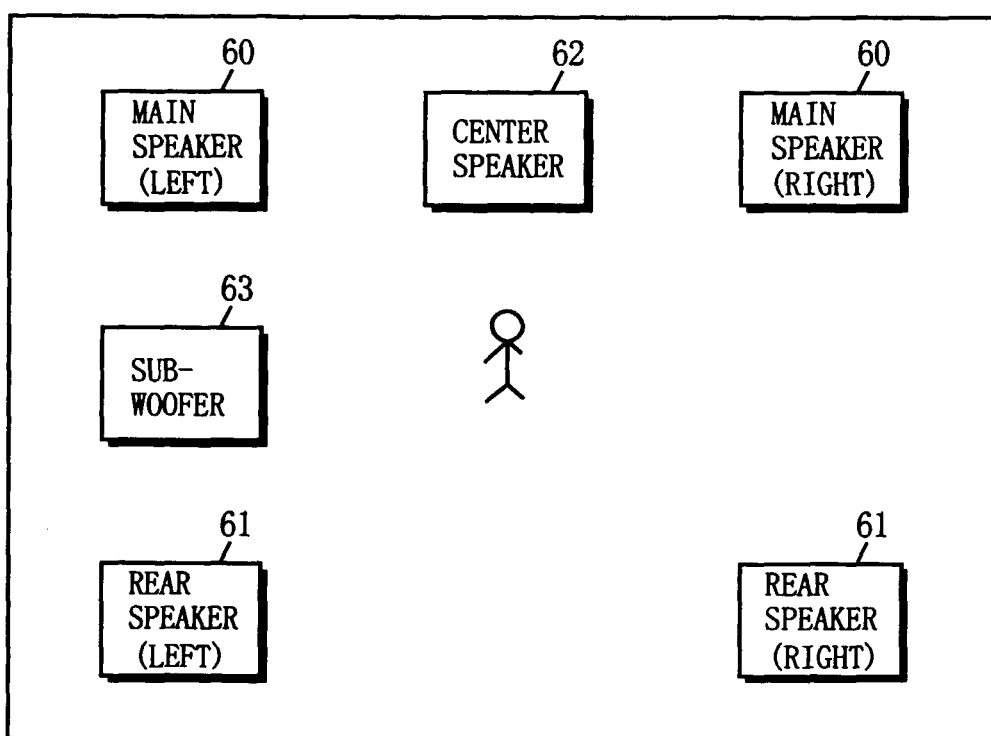 60
MAIN
SPEAKER
(LEFT)
62
CENTER
SPEAKER
60
MAIN
SPEAKER
(RIGHT)
63
SUB-
WOOFER
61
REAR
SPEAKER
(LEFT)
61
REAR
SPEAKER
(RIGHT)